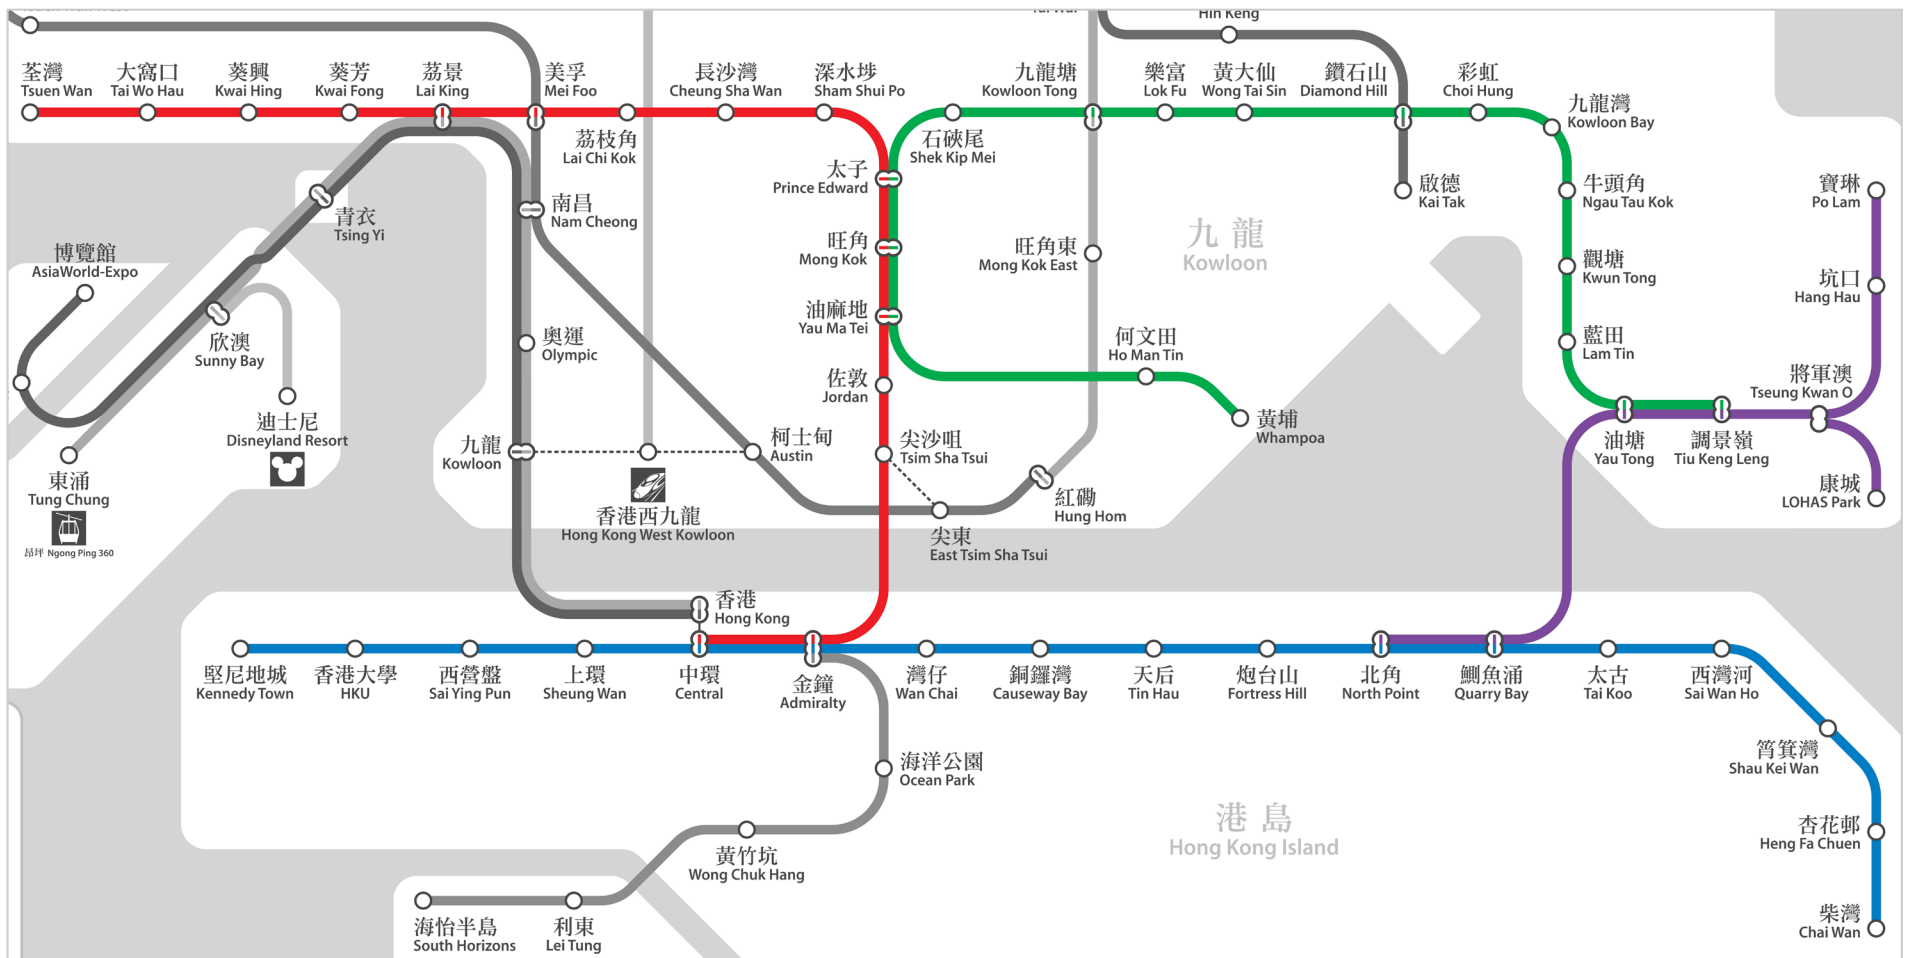 Hin Keng
荃灣
Tsuen Wan
大窩口
Tai Wo Hau
葵興
Kwai Hing
葵芳
Kwai Fong
荔景
Lai King
美孚
Mei Foo
荔枝角
Lai Chi Kok
長沙灣
Cheung Sha Wan
深水埗
Sham Shui Po
石硤尾
Shek Kip Mei
九龍塘
Kowloon Tong
樂富
Lok Fu
黃大仙
Wong Tai Sin
鑽石山
Diamond Hill
彩虹
Choi Hung
九龍灣
Kowloon Bay
太子
Prince Edward
啟德
Kai Tak
牛頭角
Ngau Tau Kok
寶琳
Po Lam
南昌
Nam Cheong
青衣
Tsing Yi
博覽館
AsiaWorld-Expo
旺角
Mong Kok
旺角東
Mong Kok East
九龍
Kowloon
觀塘
Kwun Tong
坑口
Hang Hau
欣澳
Sunny Bay
奧運
Olympic
油麻地
Yau Ma Tei
何文田
Ho Man Tin
藍田
Lam Tin
佐敦
Jordan
將軍澳
Tseung Kwan O
迪士尼
Disneyland Resort
黃埔
Whampoa
九龍
Kowloon
柯士甸
Austin
尖沙咀
Tsim Sha Tsui
油塘
Yau Tong
調景嶺
Tiu Keng Leng
東涌
Tung Chung
昂坪 Ngong Ping 360
香港西九龍
Hong Kong West Kowloon
尖東
East Tsim Sha Tsui
紅磡
Hung Hom
康城
LOHAS Park
香港
Hong Kong
堅尼地城
Kennedy Town
香港大學
HKU
西營盤
Sai Ying Pun
上環
Sheung Wan
中環
Central
金鐘
Admiralty
灣仔
Wan Chai
銅鑼灣
Causeway Bay
天后
Tin Hau
炮台山
Fortress Hill
北角
North Point
鰂魚涌
Quarry Bay
太古
Tai Koo
西灣河
Sai Wan Ho
海洋公園
Ocean Park
筲箕灣
Shau Kei Wan
港島
Hong Kong Island
黃竹坑
Wong Chuk Hang
杏花邨
Heng Fa Chuen
海怡半島
South Horizons
利東
Lei Tung
柴灣
Chai Wan